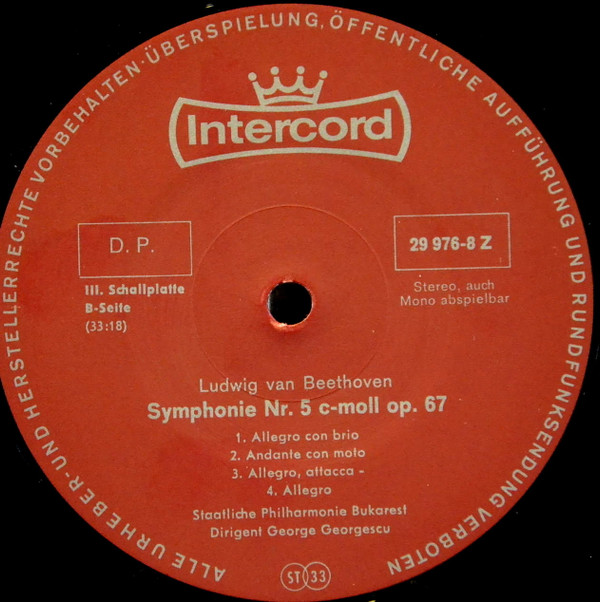 ALLE URHEBER- UND HERSTELLERRECHTE VORBEHALTEN · ÜBERSPIELUNG, ÖFFENTLICHE AUFFÜHRUNG UND RUNDFUNKSENDUNG VERBOTEN
Intercord
D. P.
29 976-8 Z
III. Schallplatte
B-Seite
(33:18)
Stereo, auch
Mono abspielbar
Ludwig van Beethoven
Symphonie Nr. 5 c-moll op. 67
1. Allegro con brio
2. Andante con moto
3. Allegro, attacca -
4. Allegro
Staatliche Philharmonie Bukarest
Dirigent George Georgescu
ST 33